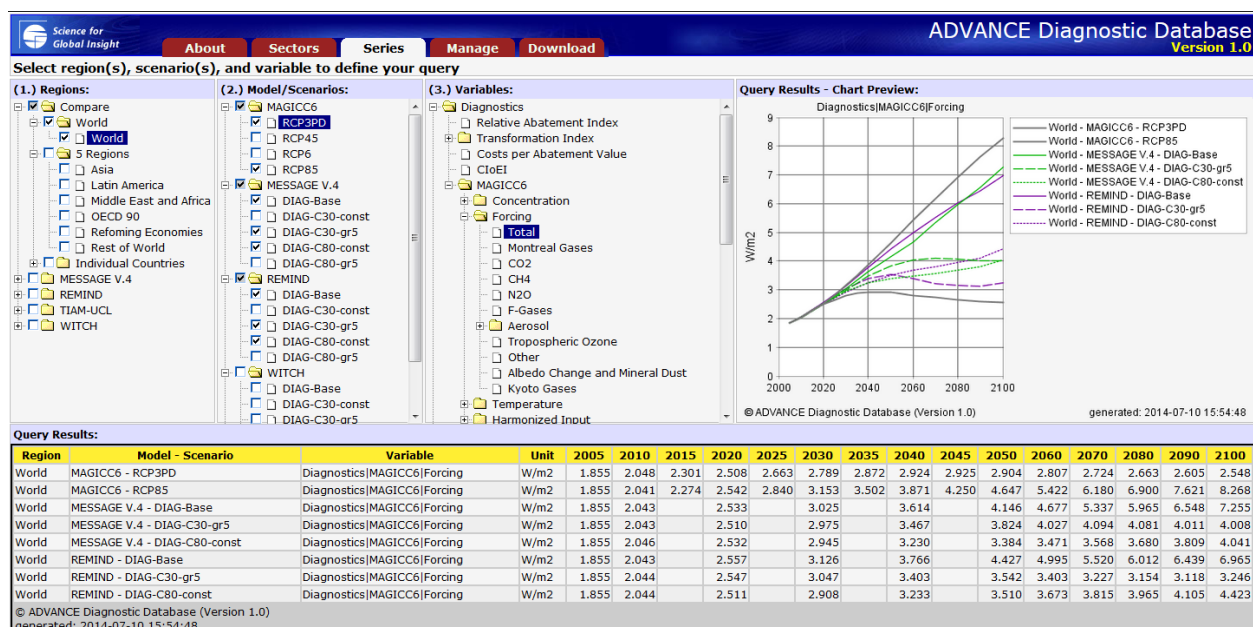 Science for
Global Insight
About Sectors Series Manage Download
ADVANCE Diagnostic Database
Version 1.0
Select region(s), scenario(s), and variable to define your query
(1.) Regions:
Compare
World
World
5 Regions
Asia
Latin America
Middle East and Africa
OECD 90
Refoming Economies
Rest of World
Individual Countries
MESSAGE V.4
REMIND
TIAM-UCL
WITCH
(2.) Model/Scenarios:
MAGICC6
RCP3PD
RCP45
RCP6
RCP85
MESSAGE V.4
DIAG-Base
DIAG-C30-const
DIAG-C30-gr5
DIAG-C80-const
DIAG-C80-gr5
REMIND
DIAG-Base
DIAG-C30-const
DIAG-C30-gr5
DIAG-C80-const
DIAG-C80-gr5
WITCH
DIAG-Base
DIAG-C30-const
DIAG-C30-gr5
(3.) Variables:
Diagnostics
Relative Abatement Index
Transformation Index
Costs per Abatement Value
CIoEI
MAGICC6
Concentration
Forcing
Total
Montreal Gases
CO2
CH4
N2O
F-Gases
Aerosol
Tropospheric Ozone
Other
Albedo Change and Mineral Dust
Kyoto Gases
Temperature
Harmonized Input
Query Results - Chart Preview:
Diagnostics|MAGICC6|Forcing
9
8
7
6
5
4
3
2
1
0
W/m2
2000 2020 2040 2060 2080 2100
World - MAGICC6 - RCP3PD
World - MAGICC6 - RCP85
World - MESSAGE V.4 - DIAG-Base
World - MESSAGE V.4 - DIAG-C30-gr5
World - MESSAGE V.4 - DIAG-C80-const
World - REMIND - DIAG-Base
World - REMIND - DIAG-C30-gr5
World - REMIND - DIAG-C80-const
© ADVANCE Diagnostic Database (Version 1.0) generated: 2014-07-10 15:54:48
Query Results:
Region Model - Scenario Variable Unit 2005 2010 2015 2020 2025 2030 2035 2040 2045 2050 2060 2070 2080 2090 2100
World MAGICC6 - RCP3PD Diagnostics|MAGICC6|Forcing W/m2 1.855 2.048 2.301 2.508 2.663 2.789 2.872 2.924 2.925 2.904 2.807 2.724 2.663 2.605 2.548
World MAGICC6 - RCP85 Diagnostics|MAGICC6|Forcing W/m2 1.855 2.041 2.274 2.542 2.840 3.153 3.502 3.871 4.250 4.647 5.422 6.180 6.900 7.621 8.268
World MESSAGE V.4 - DIAG-Base Diagnostics|MAGICC6|Forcing W/m2 1.855 2.043 2.533 3.025 3.614 4.146 4.677 5.337 5.965 6.548 7.255
World MESSAGE V.4 - DIAG-C30-gr5 Diagnostics|MAGICC6|Forcing W/m2 1.855 2.043 2.510 2.975 3.467 3.824 4.027 4.094 4.081 4.011 4.008
World MESSAGE V.4 - DIAG-C80-const Diagnostics|MAGICC6|Forcing W/m2 1.855 2.046 2.532 2.945 3.230 3.384 3.471 3.568 3.680 3.809 4.041
World REMIND - DIAG-Base Diagnostics|MAGICC6|Forcing W/m2 1.855 2.043 2.557 3.126 3.766 4.427 4.995 5.520 6.012 6.439 6.965
World REMIND - DIAG-C30-gr5 Diagnostics|MAGICC6|Forcing W/m2 1.855 2.044 2.547 3.047 3.403 3.542 3.403 3.227 3.154 3.118 3.246
World REMIND - DIAG-C80-const Diagnostics|MAGICC6|Forcing W/m2 1.855 2.044 2.511 2.908 3.233 3.510 3.673 3.815 3.965 4.105 4.423
© ADVANCE Diagnostic Database (Version 1.0)
generated: 2014-07-10 15:54:48